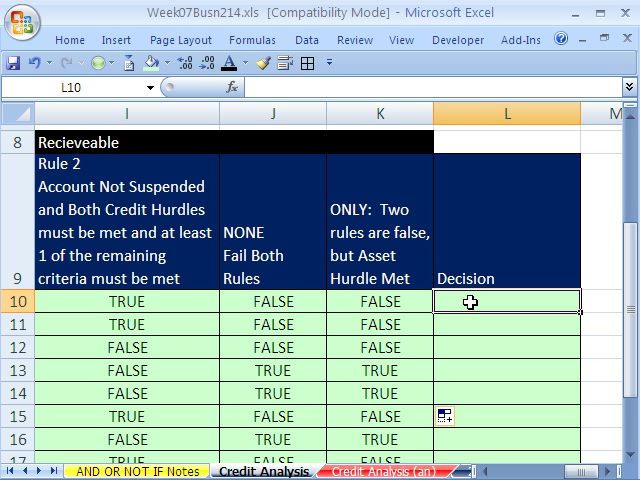 Week07Busn214.xls [Compatibility Mode] - Microsoft Excel
Home Insert Page Layout Formulas Data Review View Developer Add-Ins
L10 fx
I J K L M
8 Recieveable
Rule 2
Account Not Suspended
and Both Credit Hurdles ONLY: Two
must be met and at least NONE rules are false,
1 of the remaining Fail Both but Asset
9 criteria must be met Rules Hurdle Met Decision
10 TRUE FALSE FALSE
11 TRUE FALSE FALSE
12 FALSE FALSE FALSE
13 FALSE TRUE TRUE
14 FALSE TRUE TRUE
15 TRUE FALSE FALSE
16 FALSE TRUE TRUE
17 FALSE TRUE TRUE
AND OR NOT IF Notes Credit Analysis Credit Analysis (an)